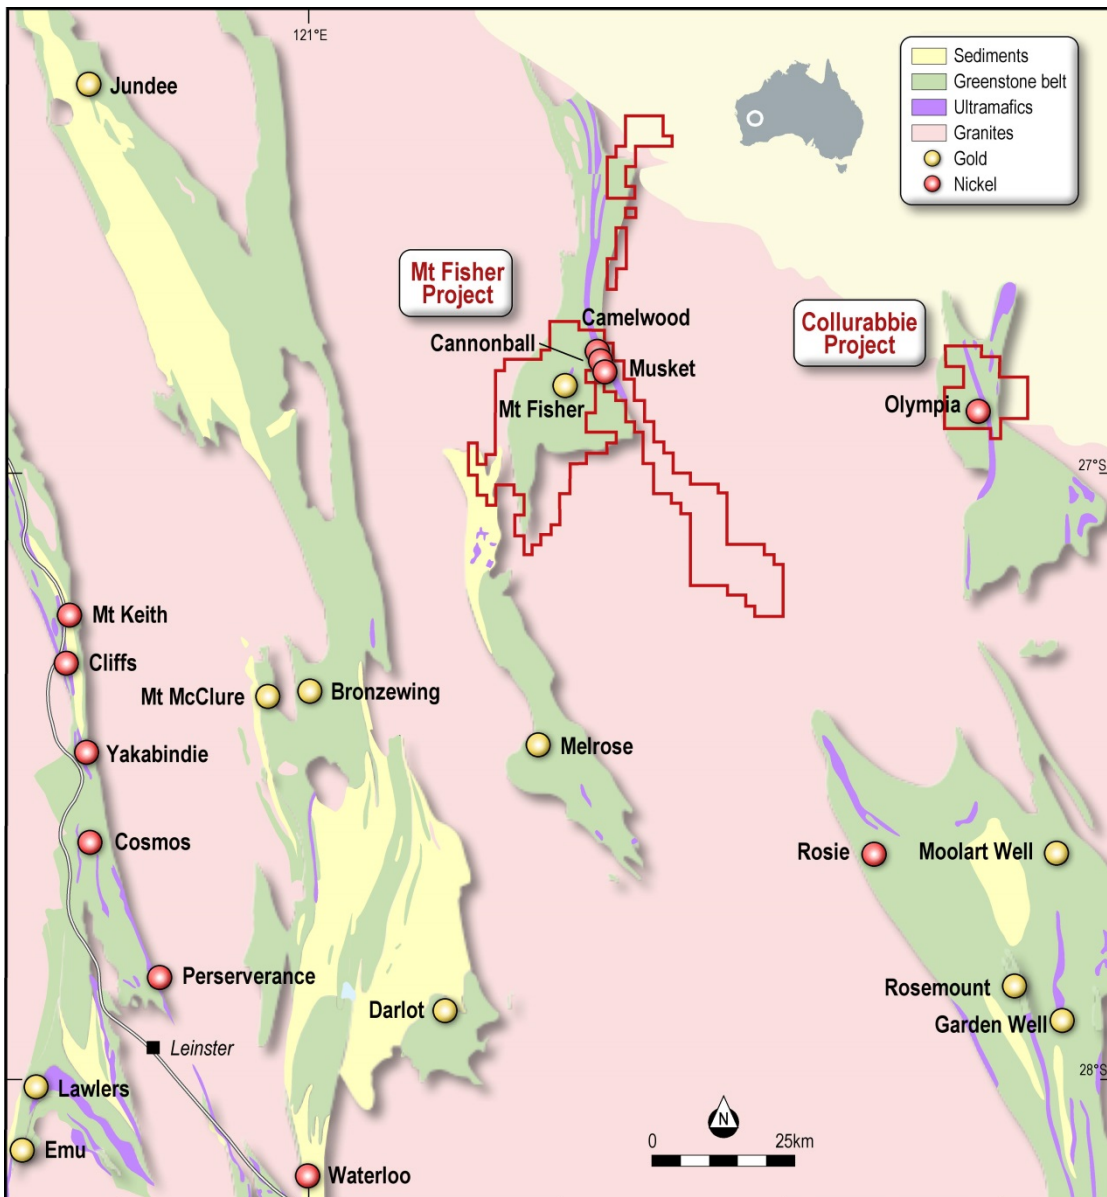 121°E
Sediments
Greenstone belt
Ultramafics
Granites
Gold
Nickel
Jundee
Mt Fisher
Project
Camelwood
Cannonball
Musket
Mt Fisher
Collurabbie
Project
Olympia
27°S
Mt Keith
Cliffs
Mt McClure
Bronzewing
Yakabindie
Melrose
Cosmos
Rosie
Moolart Well
Perserverance
Darlot
Rosemount
Garden Well
Leinster
28°S
Lawlers
Emu
Waterloo
N
0 25km